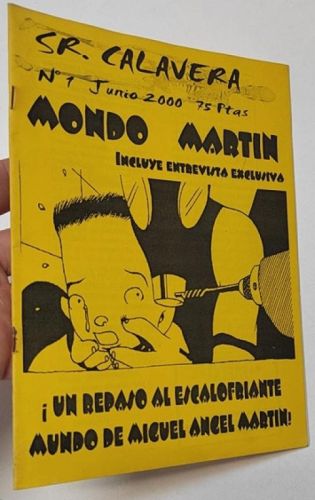 SR. CALAVERA
Nº 1 Junio 2000 75 Ptas
MONDO MARTIN
INCLUYE ENTREVISTA EXCLUSIVA
¡ UN REPASO AL ESCALOFRIANTE
MUNDO DE MIGUEL ANGEL MARTIN!